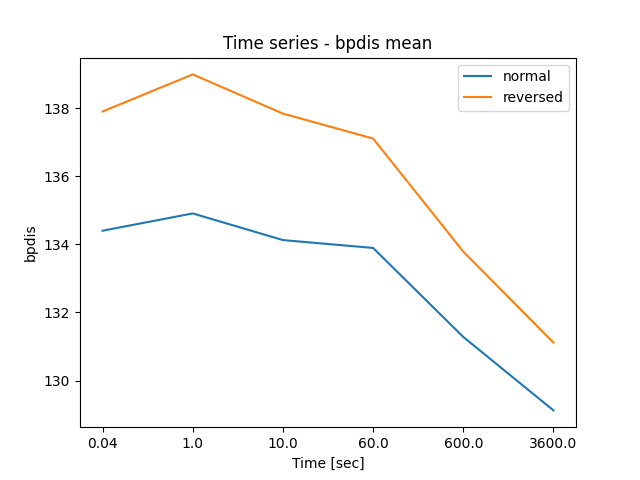 Time series - bpdis mean
normal
reversed
138
136
134
132
130
bpdis
0.04 1.0 10.0 60.0 600.0 3600.0
Time [sec]